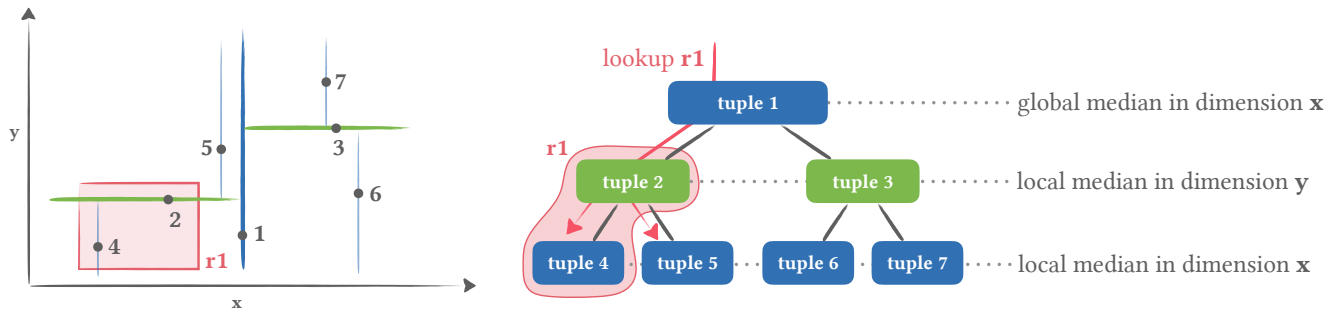 y
7
3
5
6
2
1
4
r1
x
lookup r1
tuple 1
global median in dimension x
r1
tuple 2
tuple 3
local median in dimension y
tuple 4
tuple 5
tuple 6
tuple 7
local median in dimension x